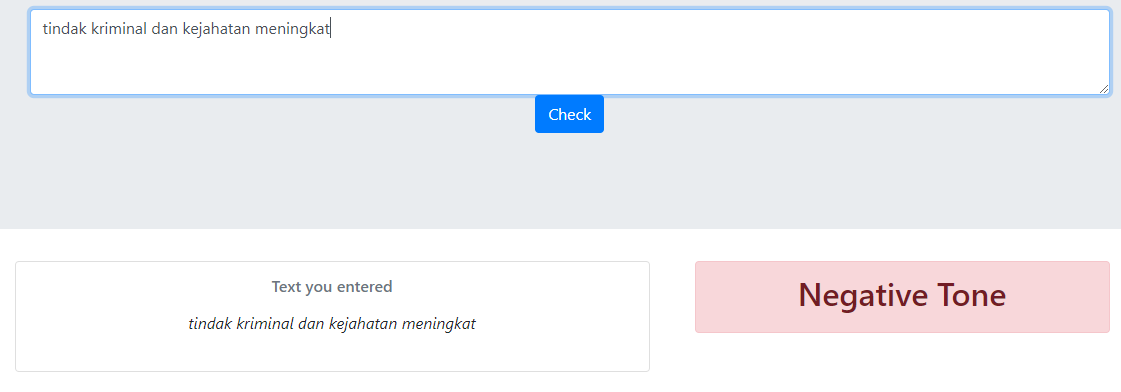 tindak kriminal dan kejahatan meningkat
Check
Text you entered
tindak kriminal dan kejahatan meningkat
Negative Tone